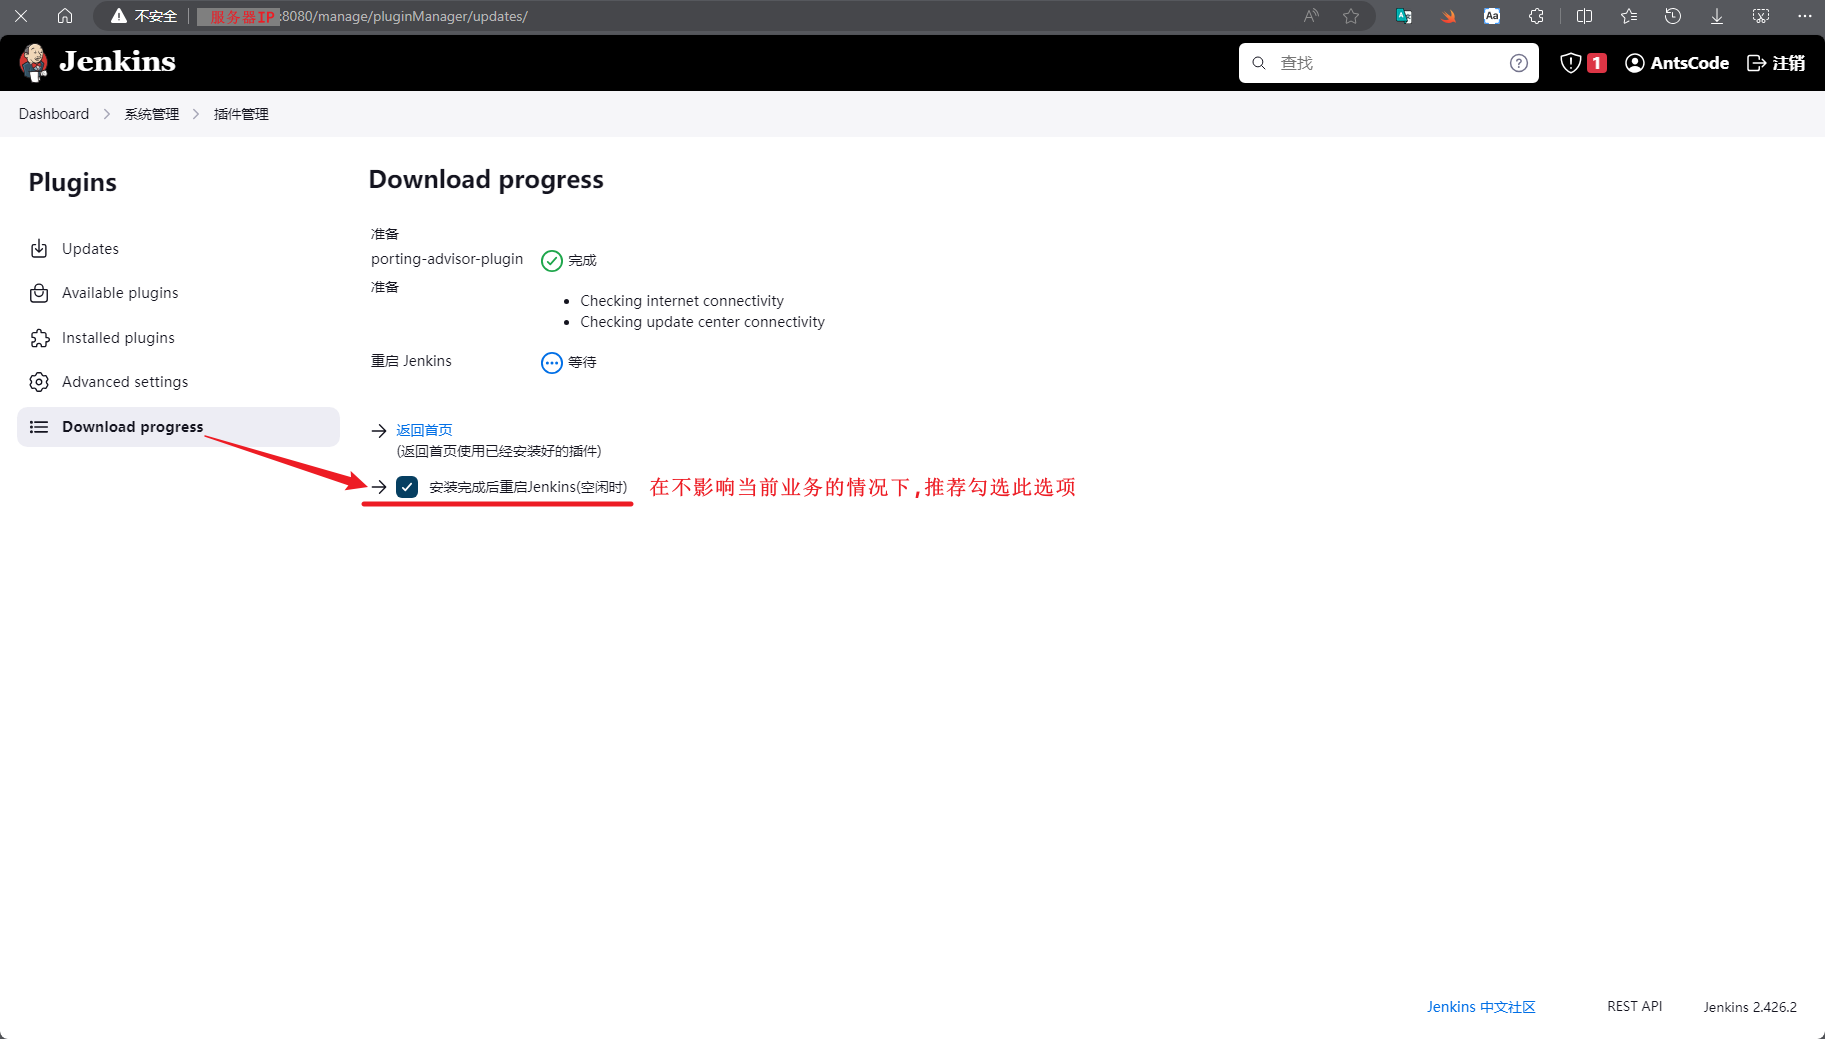 不安全 服务器IP:8080/manage/pluginManager/updates/
Jenkins
查找
1
AntsCode
注销
Dashboard 系统管理 插件管理
Plugins
Updates
Available plugins
Installed plugins
Advanced settings
Download progress
Download progress
准备
porting-advisor-plugin 完成
准备
Checking internet connectivity
Checking update center connectivity
重启 Jenkins 等待
返回首页
(返回首页使用已经安装好的插件)
安装完成后重启Jenkins(空闲时) 在不影响当前业务的情况下,推荐勾选此选项
Jenkins 中文社区 REST API Jenkins 2.426.2